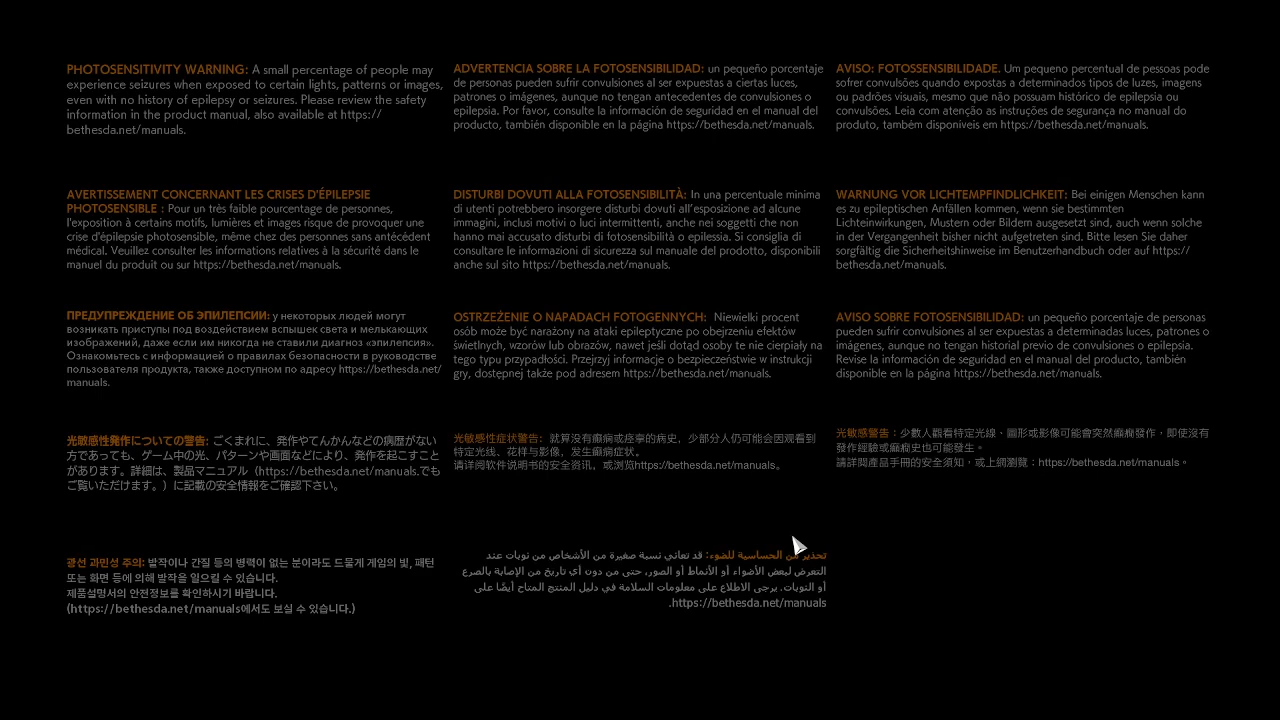 PHOTOSENSITIVITY WARNING: A small percentage of people may
experience seizures when exposed to certain lights, patterns or images,
even with no history of epilepsy or seizures. Please review the safety
information in the product manual, also available at https://
bethesda.net/manuals.
ADVERTENCIA SOBRE LA FOTOSENSIBILIDAD: un pequeño porcentaje
de personas pueden sufrir convulsiones al ser expuestas a ciertas luces,
patrones o imágenes, aunque no tengan antecedentes de convulsiones o
epilepsia. Por favor, consulte la información de seguridad en el manual del
producto, también disponible en la página https://bethesda.net/manuals.
AVISO: FOTOSSENSIBILIDADE. Um pequeno percentual de pessoas pode
sofrer convulsões quando expostas a determinados tipos de luzes, imagens
ou padrões visuais, mesmo que não possuam histórico de epilepsia ou
convulsões. Leia com atenção as instruções de segurança no manual do
produto, também disponíveis em https://bethesda.net/manuals.
AVERTISSEMENT CONCERNANT LES CRISES D'ÉPILEPSIE
PHOTOSENSIBLE : Pour un très faible pourcentage de personnes,
l'exposition à certains motifs, lumières et images risque de provoquer une
crise d'épilepsie photosensible, même chez des personnes sans antécédent
médical. Veuillez consulter les informations relatives à la sécurité dans le
manuel du produit ou sur https://bethesda.net/manuals.
DISTURBI DOVUTI ALLA FOTOSENSIBILITÀ: In una percentuale minima
di utenti potrebbero insorgere disturbi dovuti all'esposizione ad alcune
immagini, inclusi motivi o luci intermittenti, anche nei soggetti che non
hanno mai accusato disturbi di fotosensibilità o epilessia. Si consiglia di
consultare le informazioni di sicurezza sul manuale del prodotto, disponibili
anche sul sito https://bethesda.net/manuals.
WARNUNG VOR LICHTEMPFINDLICHKEIT: Bei einigen Menschen kann
es zu epileptischen Anfällen kommen, wenn sie bestimmten
Lichteinwirkungen, Mustern oder Bildern ausgesetzt sind, auch wenn solche
in der Vergangenheit bisher nicht aufgetreten sind. Bitte lesen Sie daher
sorgfältig die Sicherheitshinweise im Benutzerhandbuch oder auf https://
bethesda.net/manuals.
ПРЕДУПРЕЖДЕНИЕ ОБ ЭПИЛЕПСИИ: у некоторых людей могут
возникать приступы под воздействием вспышек света и мелькающих
изображений, даже если им никогда не ставили диагноз «эпилепсия».
Ознакомьтесь с информацией о правилах безопасности в руководстве
пользователя продукта, также доступном по адресу https://bethesda.net/
manuals.
OSTRZEŻENIE O NAPADACH FOTOGENNYCH: Niewielki procent
osób może być narażony na ataki epileptyczne po obejrzeniu efektów
świetlnych, wzorów lub obrazów, nawet jeśli dotąd osoby te nie cierpiały na
tego typu przypadłości. Przejrzyj informacje o bezpieczeństwie w instrukcji
gry, dostępnej także pod adresem https://bethesda.net/manuals.
AVISO SOBRE FOTOSENSIBILIDAD: un pequeño porcentaje de personas
pueden sufrir convulsiones al ser expuestas a determinadas luces, patrones o
imágenes, aunque no tengan historial previo de convulsiones o epilepsia.
Revise la información de seguridad en el manual del producto, también
disponible en la página https://bethesda.net/manuals.
光敏感性発作についての警告: ごくまれに、発作やてんかんなどの病歴がない
方であっても、ゲーム中の光、パターンや画面などにより、発作を起こすこと
があります。詳細は、製品マニュアル（https://bethesda.net/manuals.でも
ご覧いただけます。）に記載の安全情報をご確認下さい。
光敏感性症状警告: 就算没有癫痫或痉挛的病史，少部分人仍可能会因观看到
特定光线、花样与影像，发生癫痫症状。
请详阅软件说明书的安全资讯，或浏览https://bethesda.net/manuals。
光敏感警告：少數人觀看特定光線、圖形或影像可能會突然癲癇發作，即使沒有
發作經驗或癲癇史也可能發生。
請詳閱產品手冊的安全須知，或上網瀏覽：https://bethesda.net/manuals。
광선 과민성 주의: 발작이나 간질 등의 병력이 없는 분이라도 드물게 게임의 빛, 패턴
또는 화면 등에 의해 발작을 일으킬 수 있습니다.
제품설명서의 안전정보를 확인하시기 바랍니다.
(https://bethesda.net/manuals에서도 보실 수 있습니다.)
تحذير من الحساسية للضوء: قد تعاني نسبة صغيرة من الأشخاص من نوبات عند
التعرض لبعض الأضواء أو الأنماط أو الصور، حتى من دون أي تاريخ من الإصابة بالصرع
أو النوبات. يرجى الاطلاع على معلومات السلامة في دليل المنتج المتاح أيضًا على
https://bethesda.net/manuals.